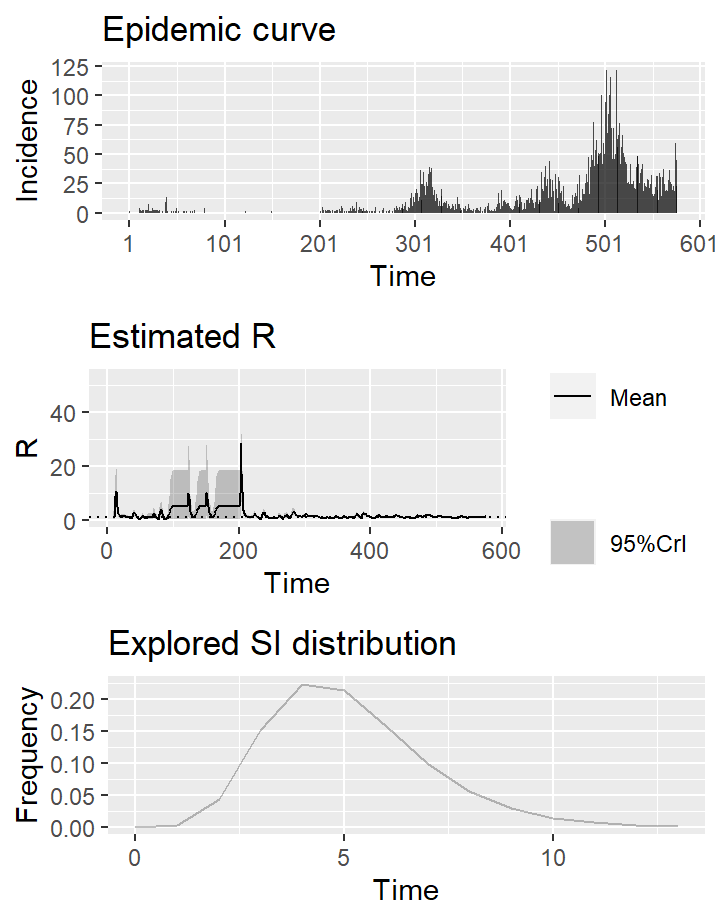 Epidemic curve
125
100
75
50
25
0
Incidence
1 101 201 301 401 501 601
Time
Estimated R
40
20
0
R
0 200 400 600
Time
Mean
95%CrI
Explored SI distribution
0.20
0.15
0.10
0.05
0.00
Frequency
0 5 10
Time